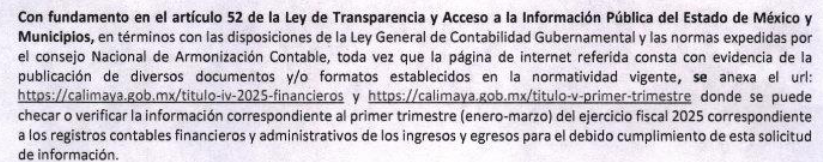 Con fundamento en el artículo 52 de la Ley de Transparencia y Acceso a la Información Pública del Estado de México y
Municipios, en términos con las disposiciones de la Ley General de Contabilidad Gubernamental y las normas expedidas por
el consejo Nacional de Armonización Contable, toda vez que la página de internet referida consta con evidencia de la
publicación de diversos documentos y/o formatos establecidos en la normatividad vigente, se anexa el url:
https://calimaya.gob.mx/titulo-iv-2025-financieros y https://calimaya.gob.mx/titulo-v-primer-trimestre donde se puede
checar o verificar la información correspondiente al primer trimestre (enero-marzo) del ejercicio fiscal 2025 correspondiente
a los registros contables financieros y administrativos de los ingresos y egresos para el debido cumplimiento de esta solicitud
de información.